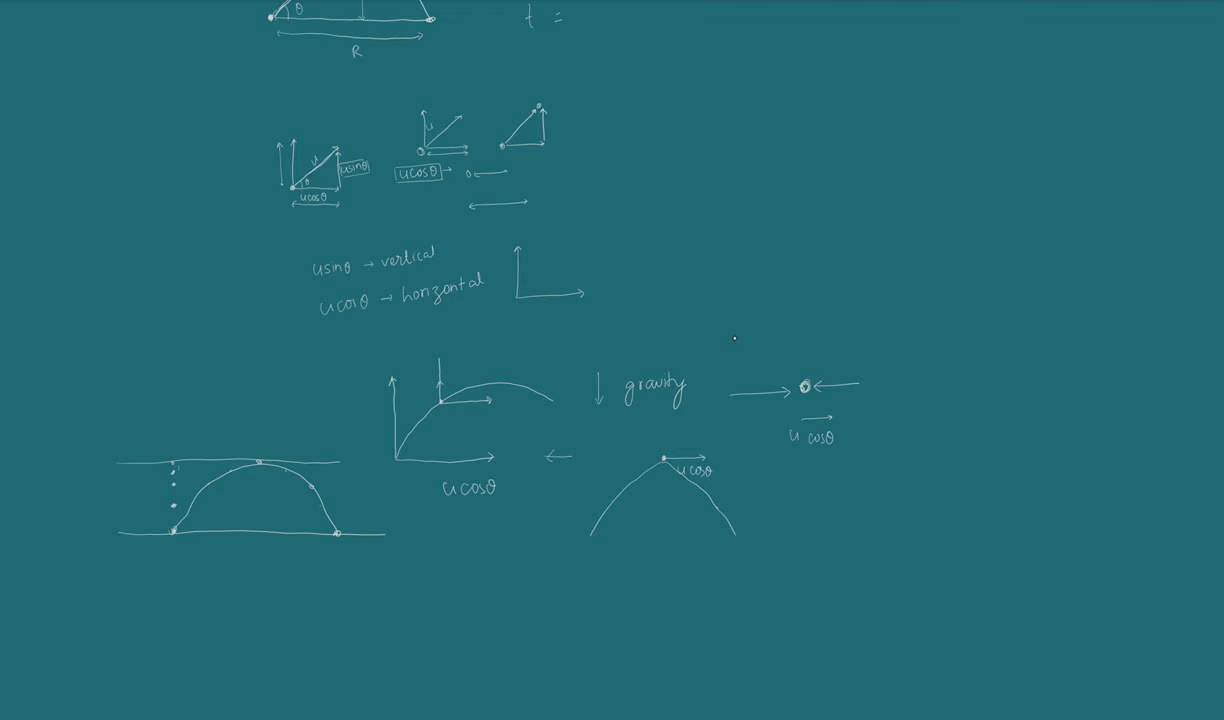 θ
t =
R
u
u
usinθ
θ
ucosθ
ucosθ →
usinθ → vertical
ucosθ → horizontal
gravity
u cosθ
ucosθ
ucosθ